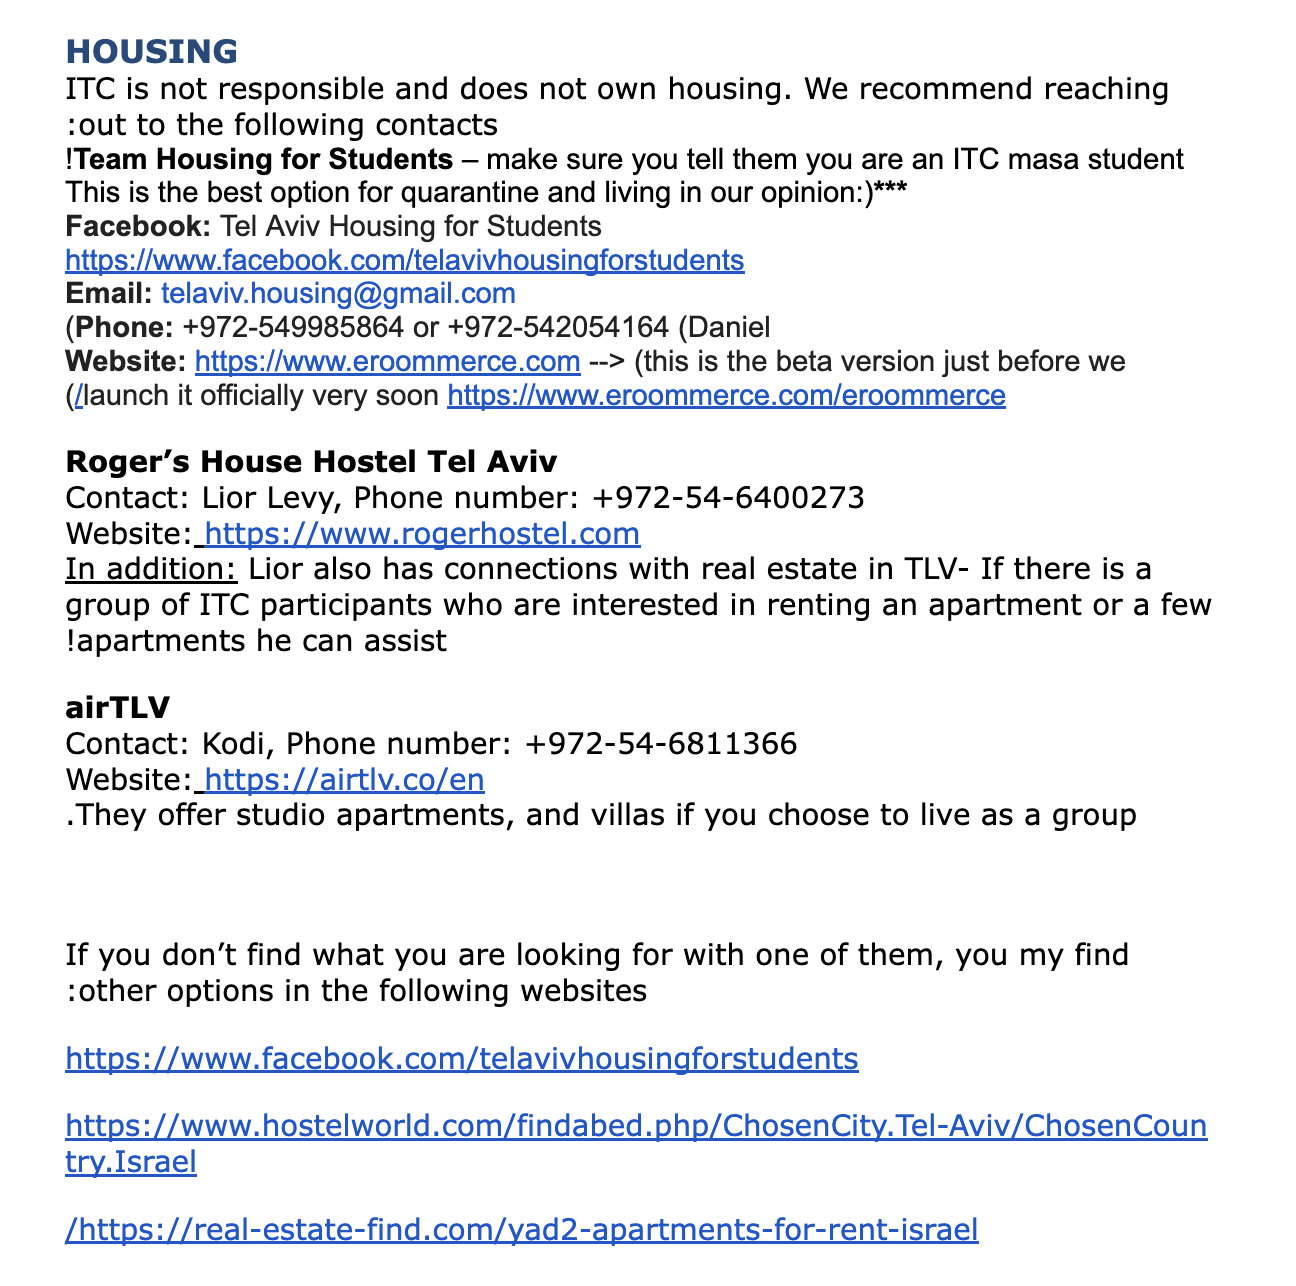 HOUSING
ITC is not responsible and does not own housing. We recommend reaching
:out to the following contacts
!Team Housing for Students – make sure you tell them you are an ITC masa student
This is the best option for quarantine and living in our opinion:)***
Facebook: Tel Aviv Housing for Students
https://www.facebook.com/telavivhousingforstudents
Email: telaviv.housing@gmail.com
(Phone: +972-549985864 or +972-542054164 (Daniel
Website: https://www.eroommerce.com --> (this is the beta version just before we
(/launch it officially very soon https://www.eroommerce.com/eroommerce
Roger’s House Hostel Tel Aviv
Contact: Lior Levy, Phone number: +972-54-6400273
Website: https://www.rogerhostel.com
In addition: Lior also has connections with real estate in TLV- If there is a
group of ITC participants who are interested in renting an apartment or a few
!apartments he can assist
airTLV
Contact: Kodi, Phone number: +972-54-6811366
Website: https://airtlv.co/en
.They offer studio apartments, and villas if you choose to live as a group
If you don’t find what you are looking for with one of them, you my find
:other options in the following websites
https://www.facebook.com/telavivhousingforstudents
https://www.hostelworld.com/findabed.php/ChosenCity.Tel-Aviv/ChosenCoun
try.Israel
/https://real-estate-find.com/yad2-apartments-for-rent-israel